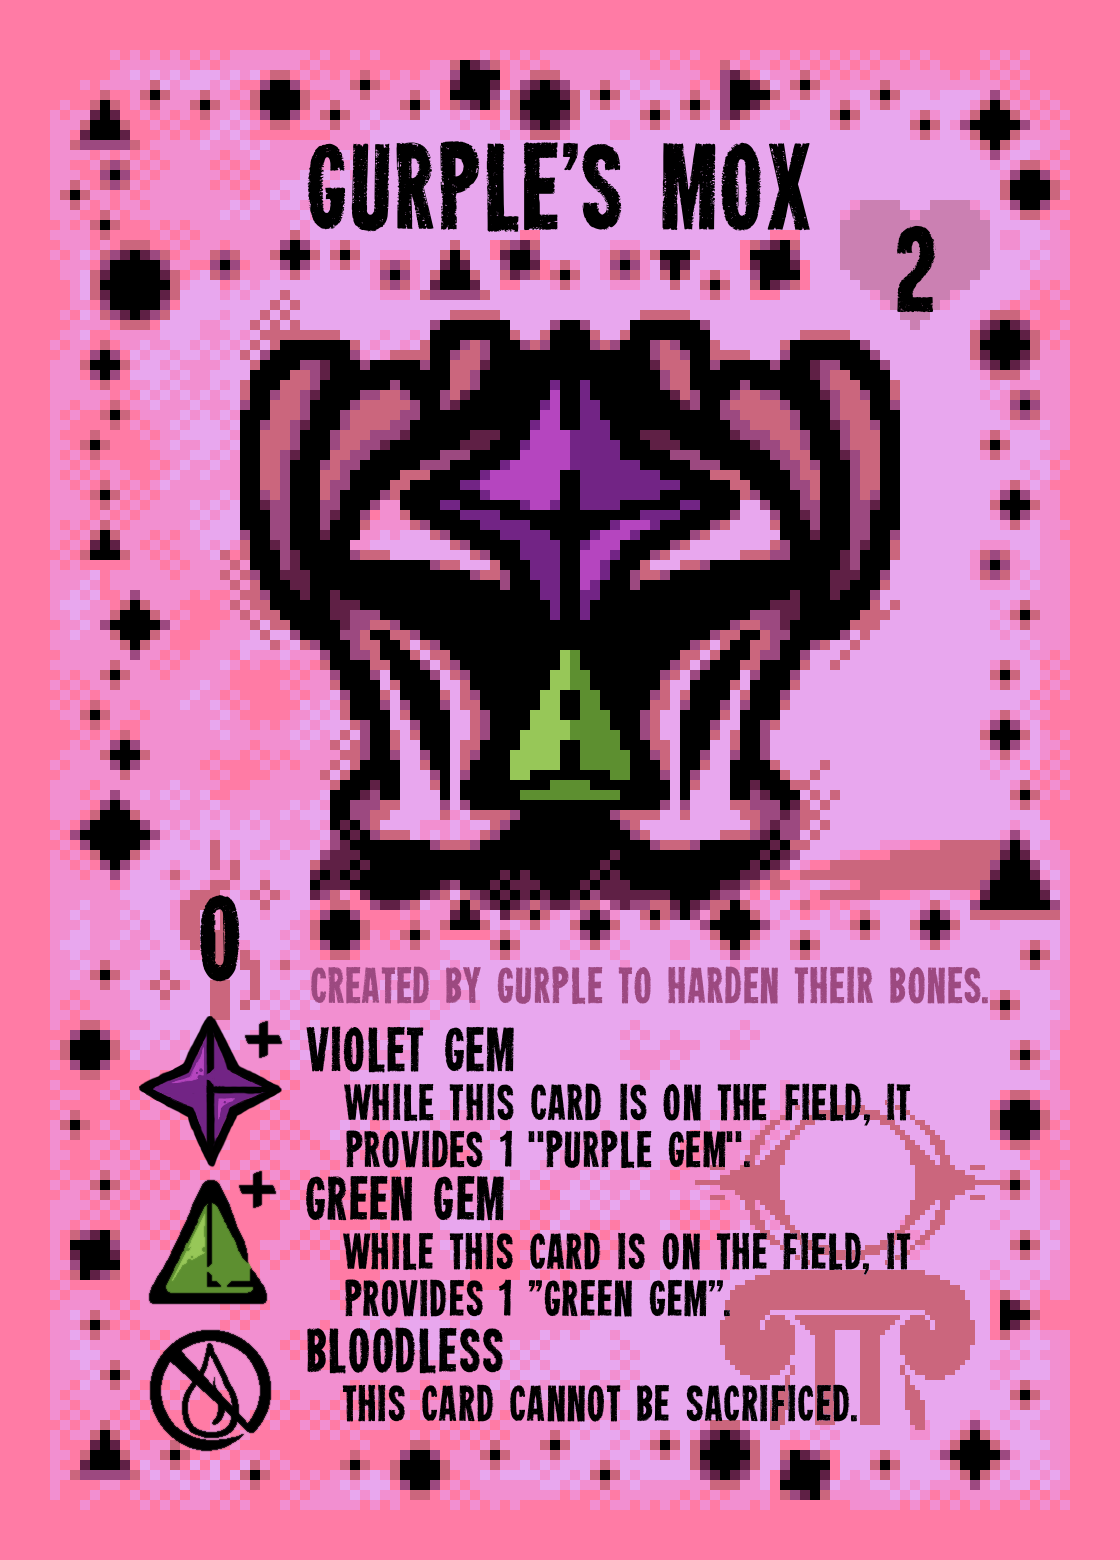 GURPLE'S MOX
2
0
CREATED BY GURPLE TO HARDEN THEIR BONES.
+ VIOLET GEM
WHILE THIS CARD IS ON THE FIELD, IT
PROVIDES 1 "PURPLE GEM".
+ GREEN GEM
WHILE THIS CARD IS ON THE FIELD, IT
PROVIDES 1 ”GREEN GEM”.
BLOODLESS
THIS CARD CANNOT BE SACRIFICED.